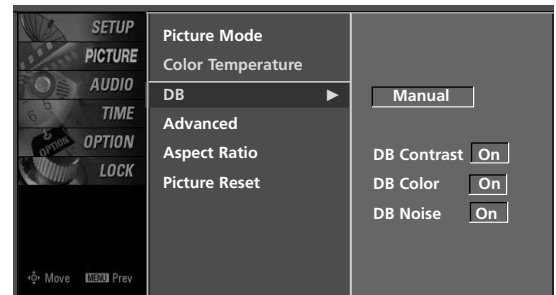 SETUP
PICTURE
AUDIO
TIME
OPTION
LOCK
Move MENU Prev
Picture Mode
Color Temperature
DB ▶
Advanced
Aspect Ratio
Picture Reset
Manual
DB Contrast On
DB Color On
DB Noise On